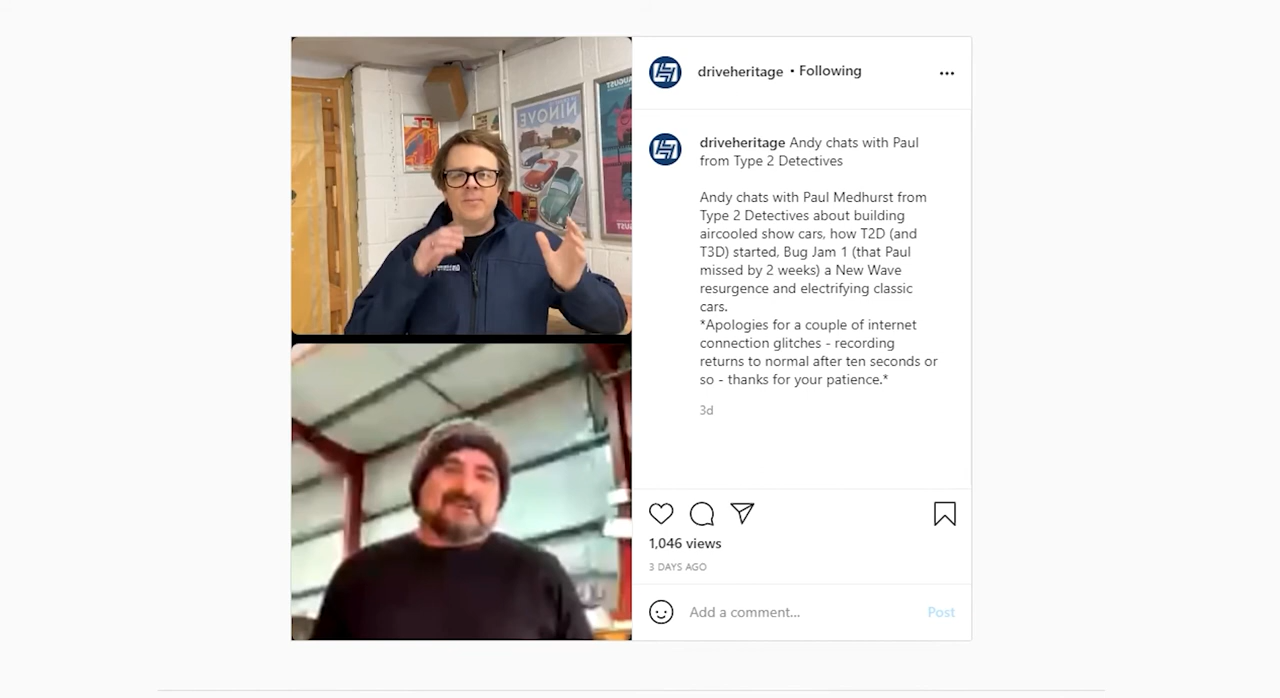 TT
NINOVE
AUGUST
driveheritage • Following
driveheritage Andy chats with Paul
from Type 2 Detectives
Andy chats with Paul Medhurst from
Type 2 Detectives about building
aircooled show cars, how T2D (and
T3D) started, Bug Jam 1 (that Paul
missed by 2 weeks) a New Wave
resurgence and electrifying classic
cars.
*Apologies for a couple of internet
connection glitches - recording
returns to normal after ten seconds or
so - thanks for your patience.*
3d
1,046 views
3 DAYS AGO
Add a comment...
Post